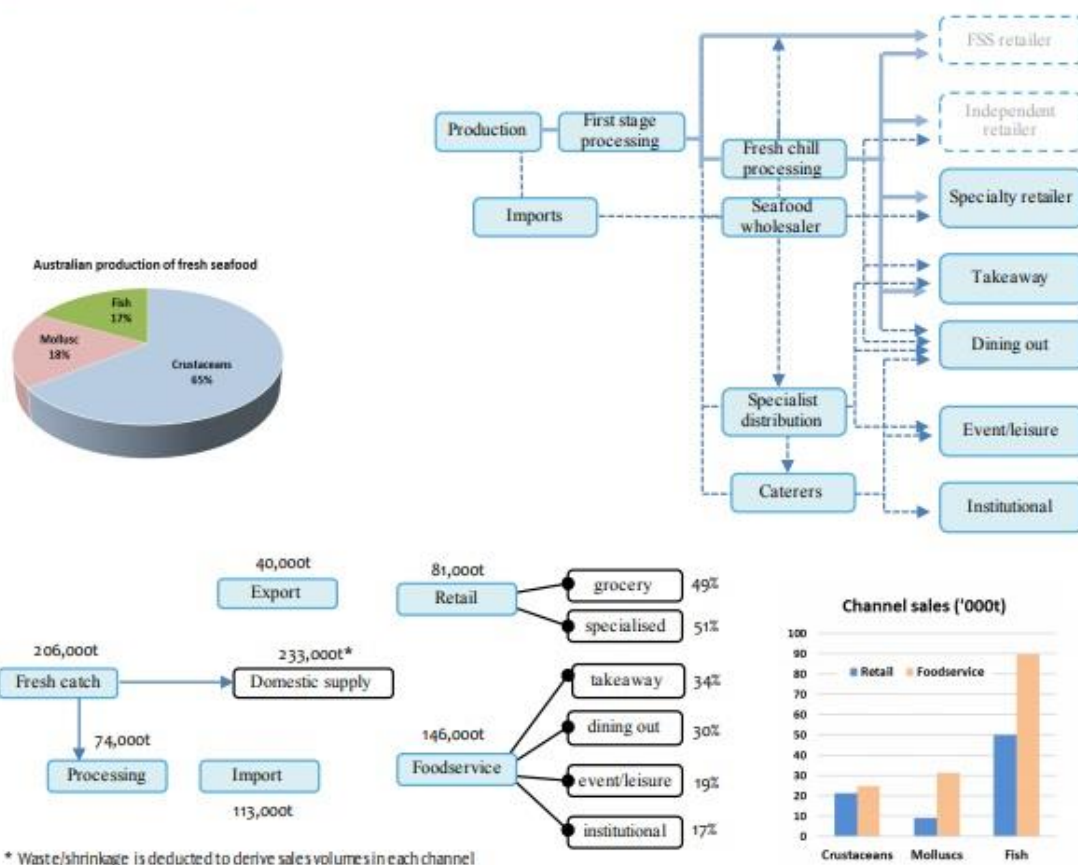 FSS retailer
Independent
retailer
Production
First stage
processing
Fresh chill
processing
Specialty retailer
Imports
Seafood
wholesaler
Takeaway
Dining out
Specialist
distribution
Event/leisure
Caterers
Institutional
Australian production of fresh seafood
Fish
17%
Mollusc
18%
Crustaceans
65%
40,000t
Export
206,000t
Fresh catch
233,000t*
Domestic supply
74,000t
Processing
Import
113,000t
81,000t
Retail
grocery 49%
specialised 51%
146,000t
Foodservice
takeaway 34%
dining out 30%
event/leisure 19%
institutional 17%
* Waste/shrinkage is deducted to derive sales volumes in each channel
Channel sales ('000t)
Retail Foodservice
100
90
80
70
60
50
40
30
20
10
0
Crustaceans Molluscs Fish